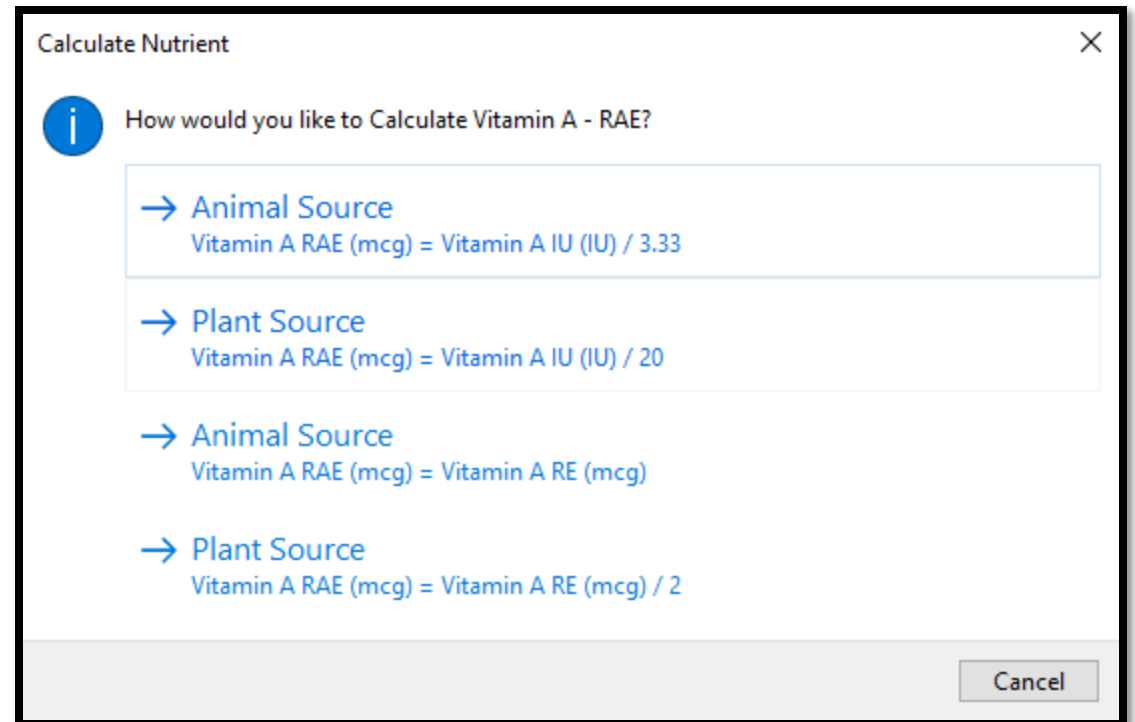 Calculate Nutrient
How would you like to Calculate Vitamin A - RAE?
Animal Source
Vitamin A RAE (mcg) = Vitamin A IU (IU) / 3.33
Plant Source
Vitamin A RAE (mcg) = Vitamin A IU (IU) / 20
Animal Source
Vitamin A RAE (mcg) = Vitamin A RE (mcg)
Plant Source
Vitamin A RAE (mcg) = Vitamin A RE (mcg) / 2
Cancel